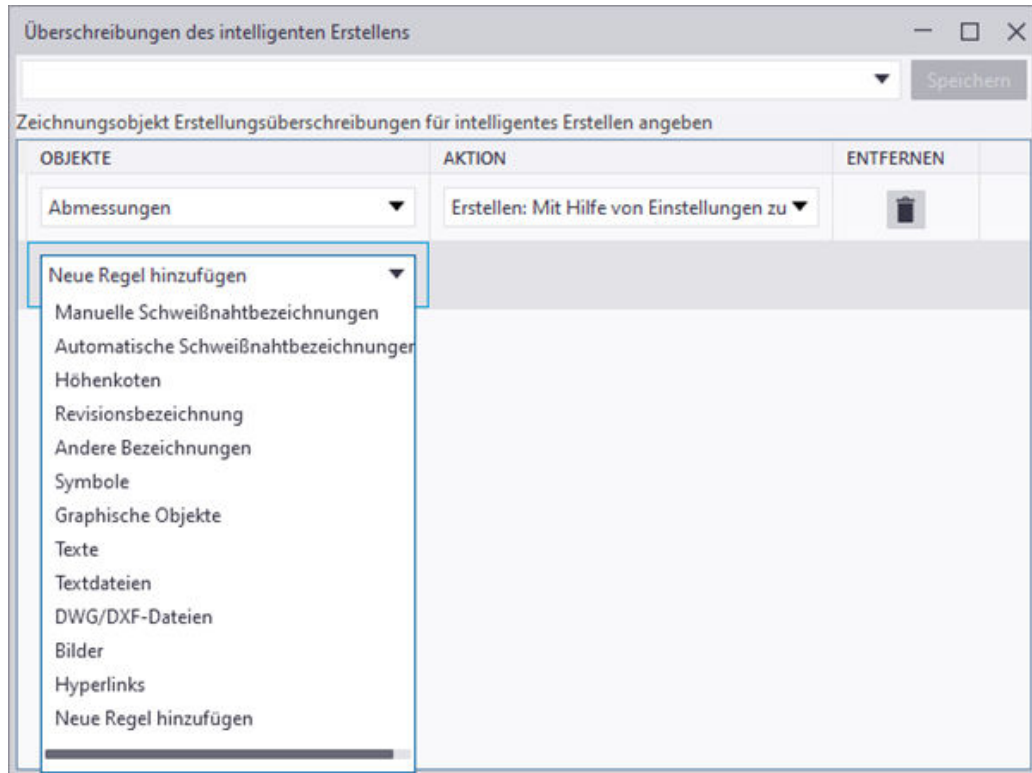 Überschreibungen des intelligenten Erstellens
Speichern
Zeichnungsobjekt Erstellungsüberschreibungen für intelligentes Erstellen angeben
OBJEKTE AKTION ENTFERNEN
Abmessungen Erstellen: Mit Hilfe von Einstellungen zu
Neue Regel hinzufügen
Manuelle Schweißnahtbezeichnungen
Automatische Schweißnahtbezeichnunger
Höhenkoten
Revisionsbezeichnung
Andere Bezeichnungen
Symbole
Graphische Objekte
Texte
Textdateien
DWG/DXF-Dateien
Bilder
Hyperlinks
Neue Regel hinzufügen